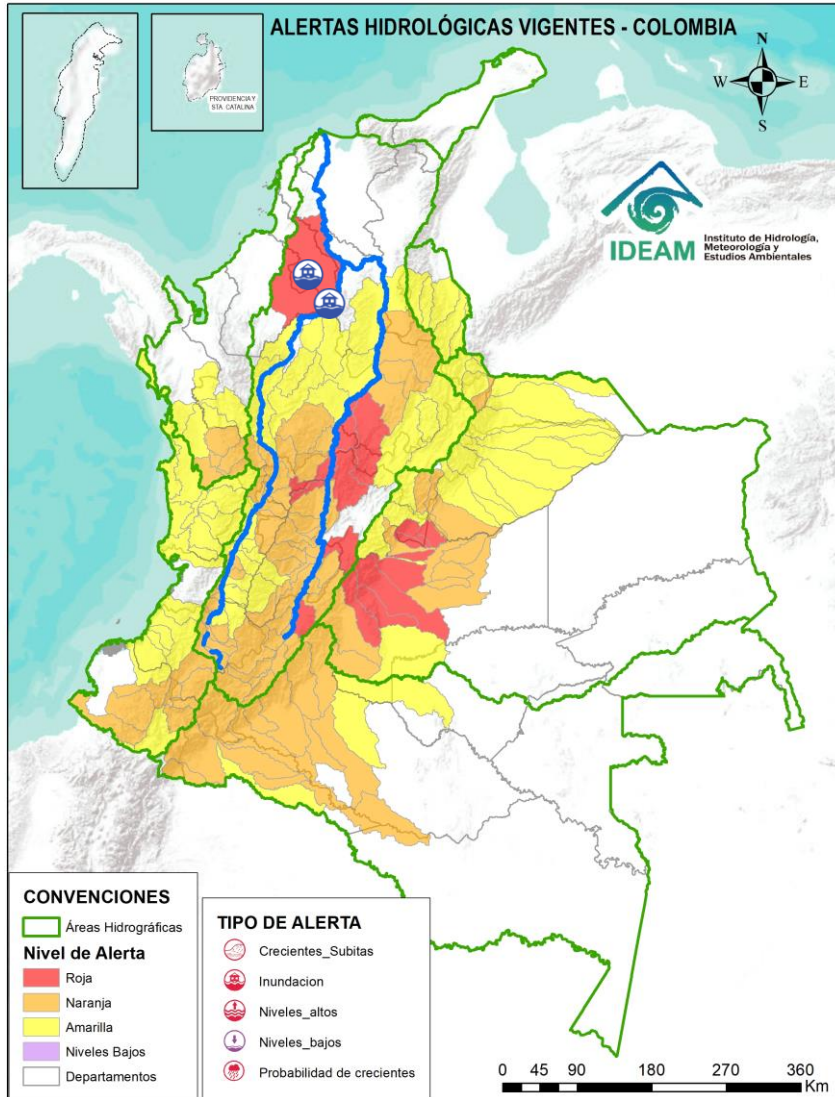 ALERTAS HIDROLÓGICAS VIGENTES - COLOMBIA
PROVIDENCIA Y
STA. CATALINA
N
W
E
S
IDEAM
Instituto de Hidrología,
Meteorología y
Estudios Ambientales
CONVENCIONES
Áreas Hidrográficas
Nivel de Alerta
Roja
Naranja
Amarilla
Niveles Bajos
Departamentos
TIPO DE ALERTA
Crecientes_Subitas
Inundacion
Niveles_altos
Niveles_bajos
Probabilidad de crecientes
0 45 90 180 270 360
Km